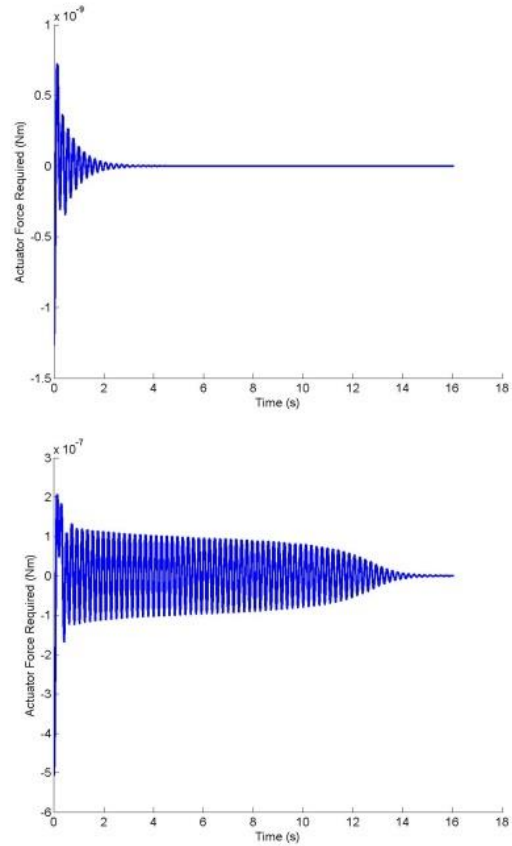 x 10^-9
1
0.5
0
-0.5
-1
-1.5
Actuator Force Required (Nm)
0 2 4 6 8 10 12 14 16 18
Time (s)
x 10^-7
3
2
1
0
-1
-2
-3
-4
-5
-6
Actuator Force Required (Nm)
0 2 4 6 8 10 12 14 16 18
Time (s)